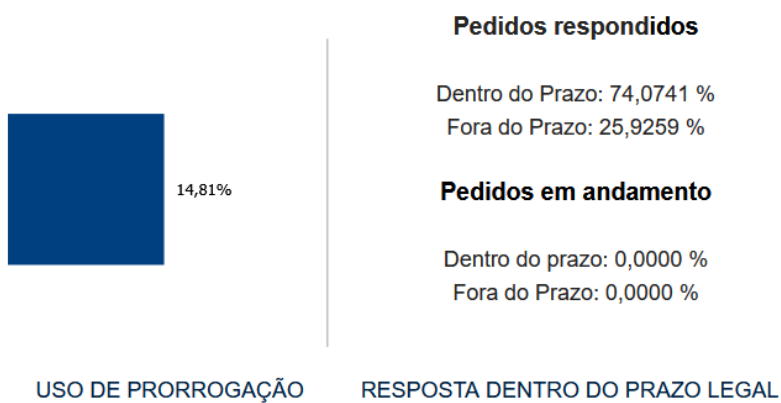 14,81%
USO DE PRORROGAÇÃO
Pedidos respondidos
Dentro do Prazo: 74,0741 %
Fora do Prazo: 25,9259 %
Pedidos em andamento
Dentro do prazo: 0,0000 %
Fora do Prazo: 0,0000 %
RESPOSTA DENTRO DO PRAZO LEGAL